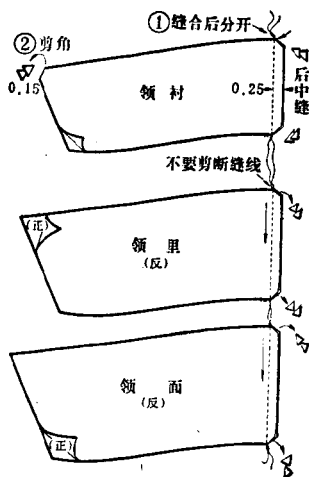 ①缝合后分开
②剪角
0.15
领衬
0.25
后中缝
不要剪断缝线
(正)
领里
(反)
领面
(反)
(正)